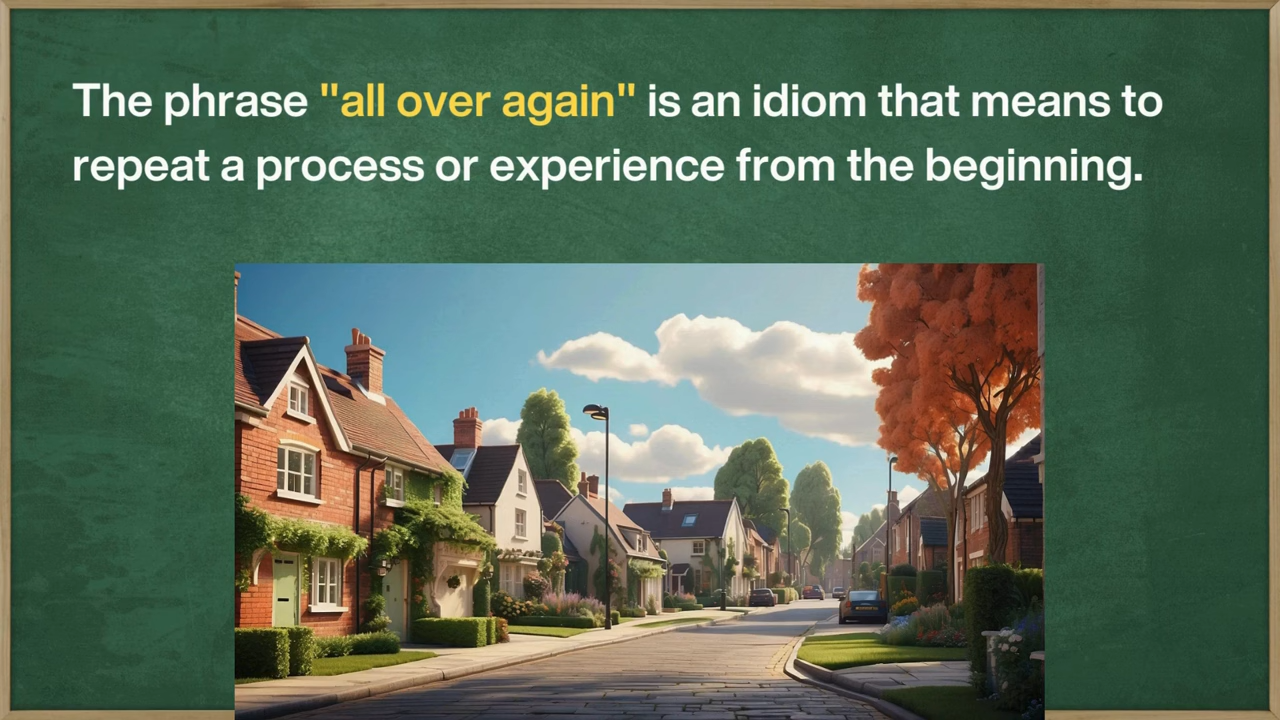 The phrase "all over again" is an idiom that means to
repeat a process or experience from the beginning.